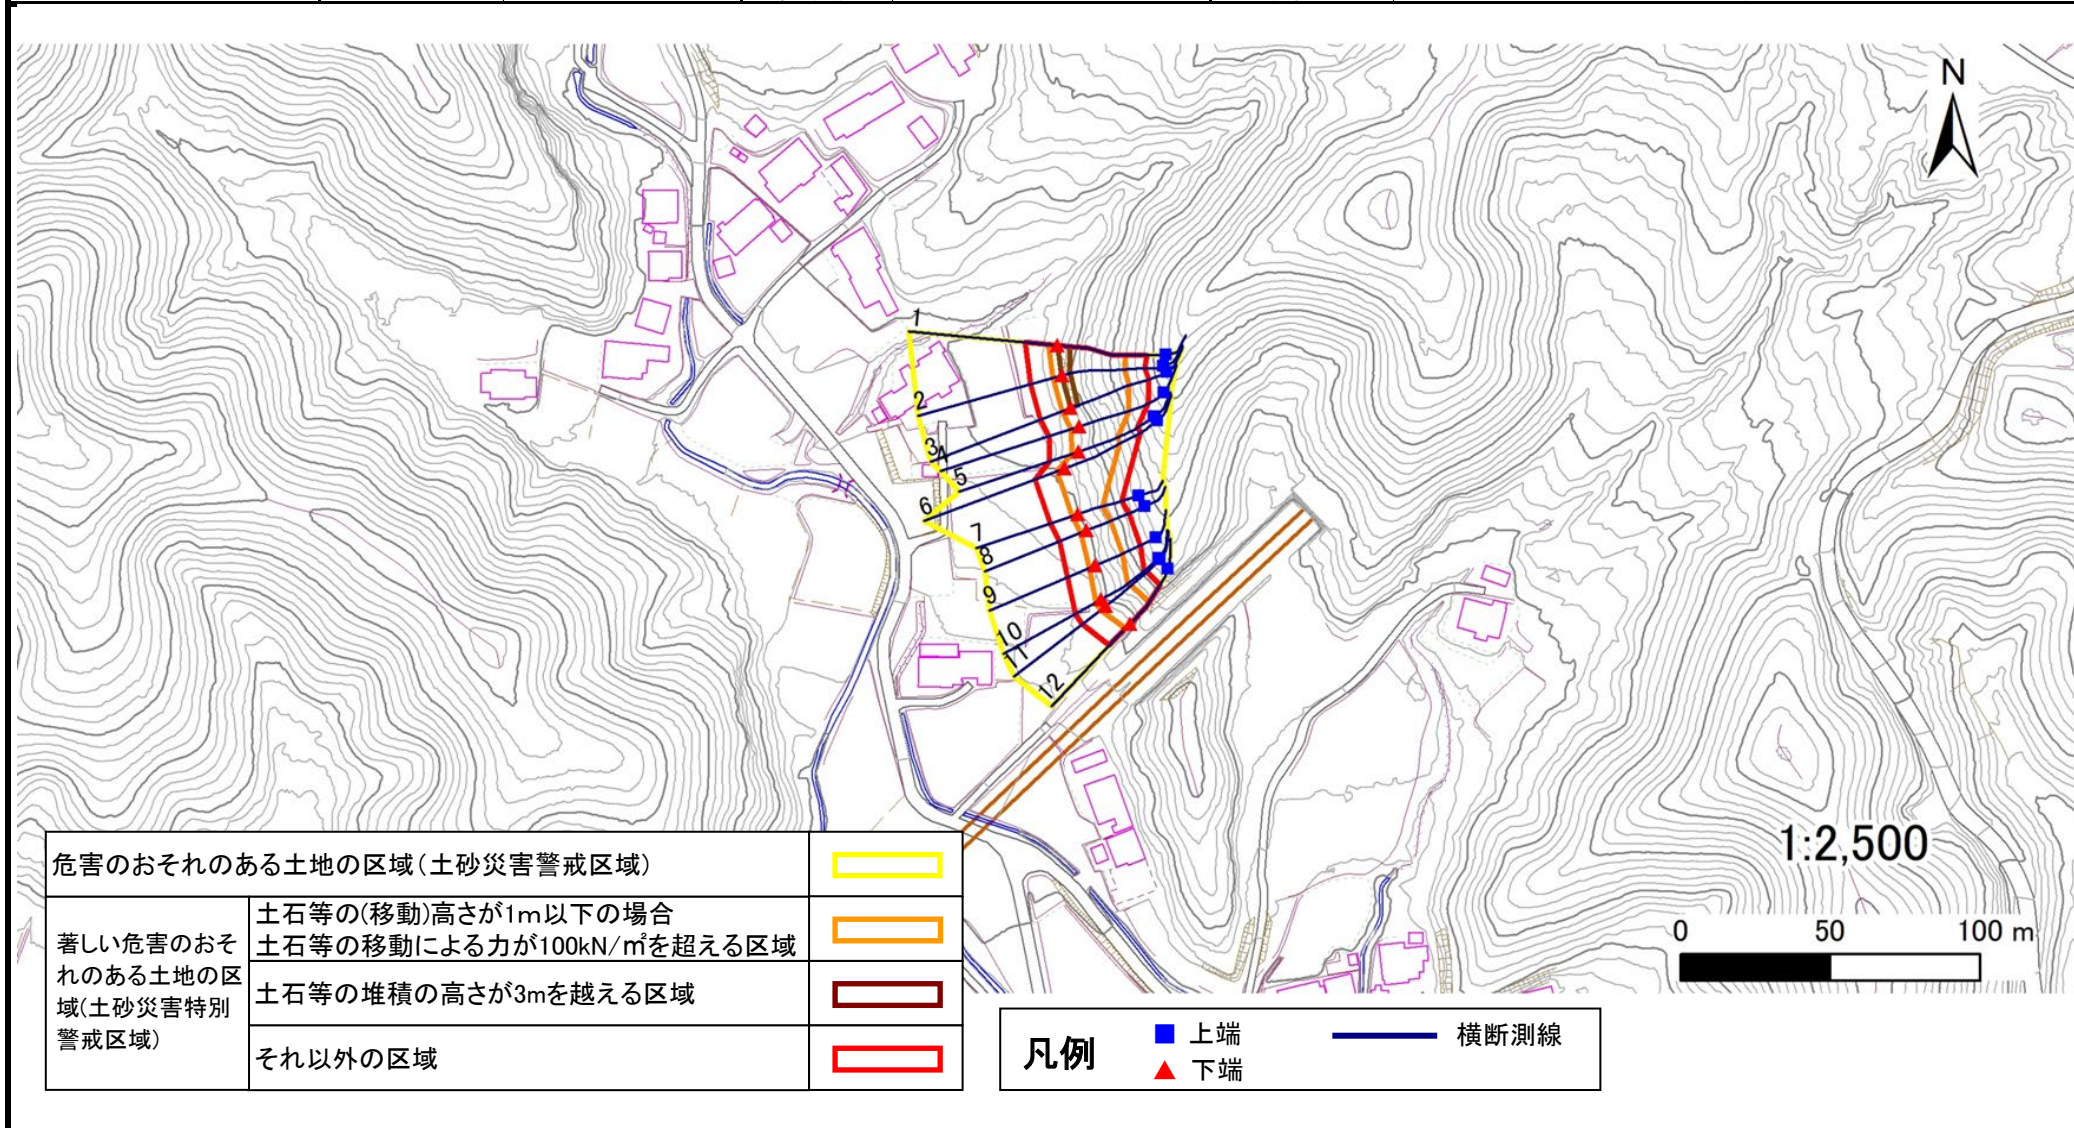 N
1
2
3
4
5
6
7
8
9
10
11
12
1:2,500
0 50 100 m
危害のおそれのある土地の区域(土砂災害警戒区域)
著しい危害のおそ
れのある土地の区
域(土砂災害特別
警戒区域)
土石等の(移動)高さが1m以下の場合
土石等の移動による力が100kN/㎡を超える区域
土石等の堆積の高さが3mを越える区域
それ以外の区域
凡例
上端
下端
横断測線